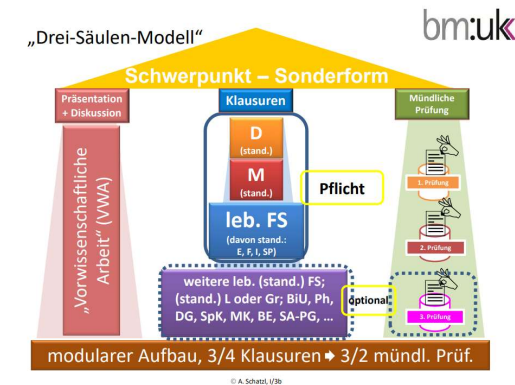 „Drei-Säulen-Modell“
bm:uk
Schwerpunkt – Sonderform
Präsentation
+ Diskussion
„Vorwissenschaftliche
Arbeit“ (VWA)
Klausuren
D
(stand.)
M
(stand.)
leb. FS
(davon stand.:
E, F, I, SP)
weitere leb. (stand.) FS;
(stand.) L oder Gr; BiU, Ph,
DG, SpK, MK, BE, SA-PG, ...
Pflicht
optional
Mündliche
Prüfung
1. Prüfung
2. Prüfung
3. Prüfung
modularer Aufbau, 3/4 Klausuren → 3/2 mündl. Prüf.
© A. Schatzl, I/3b